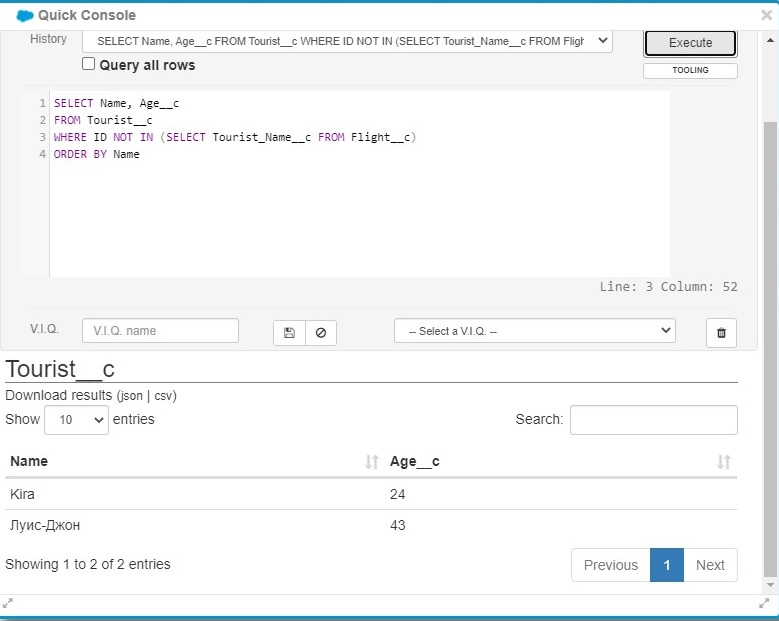 Quick Console
History SELECT Name, Age__c FROM Tourist__c WHERE ID NOT IN (SELECT Tourist_Name__c FROM Fligh Execute
Query all rows TOOLING
1 SELECT Name, Age__c
2 FROM Tourist__c
3 WHERE ID NOT IN (SELECT Tourist_Name__c FROM Flight__c)
4 ORDER BY Name
Line: 3 Column: 52
V.I.Q. V.I.Q. name -- Select a V.I.Q. --
Tourist__c
Download results (json | csv)
Show 10 entries Search:
Name Age__c
Kira 24
Луис-Джон 43
Showing 1 to 2 of 2 entries Previous 1 Next